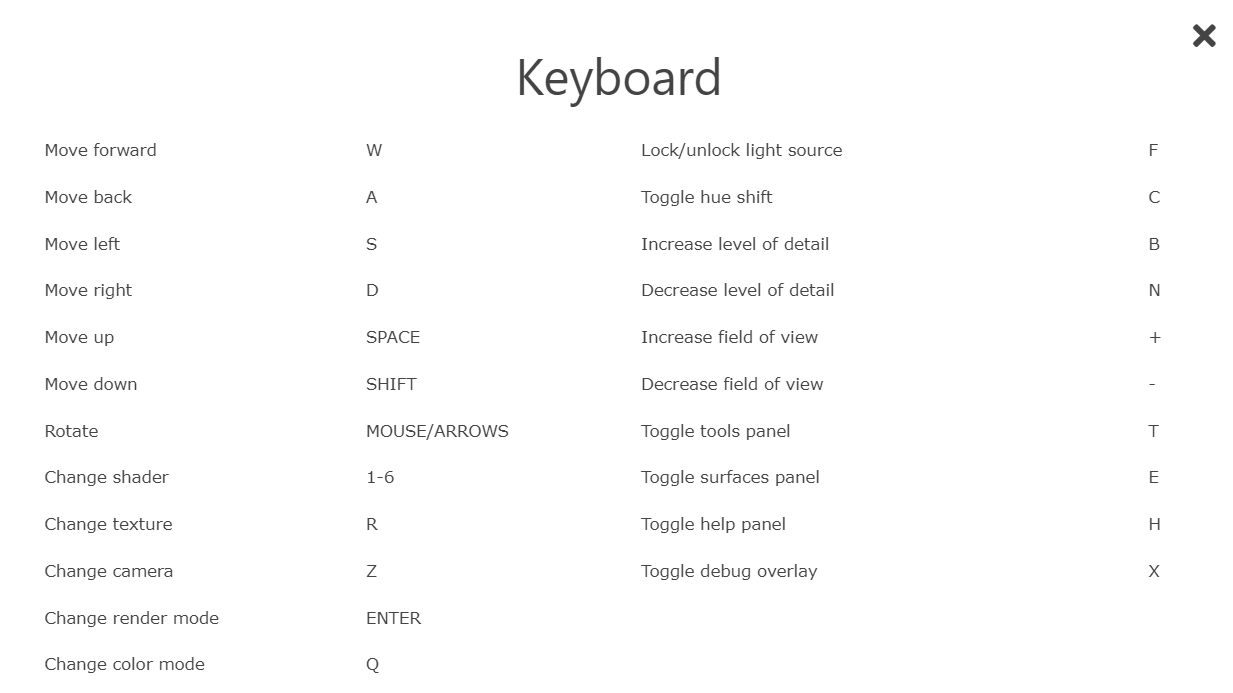 Keyboard
Move forward W
Move back A
Move left S
Move right D
Move up SPACE
Move down SHIFT
Rotate MOUSE/ARROWS
Change shader 1-6
Change texture R
Change camera Z
Change render mode ENTER
Change color mode Q
Lock/unlock light source F
Toggle hue shift C
Increase level of detail B
Decrease level of detail N
Increase field of view +
Decrease field of view -
Toggle tools panel T
Toggle surfaces panel E
Toggle help panel H
Toggle debug overlay X